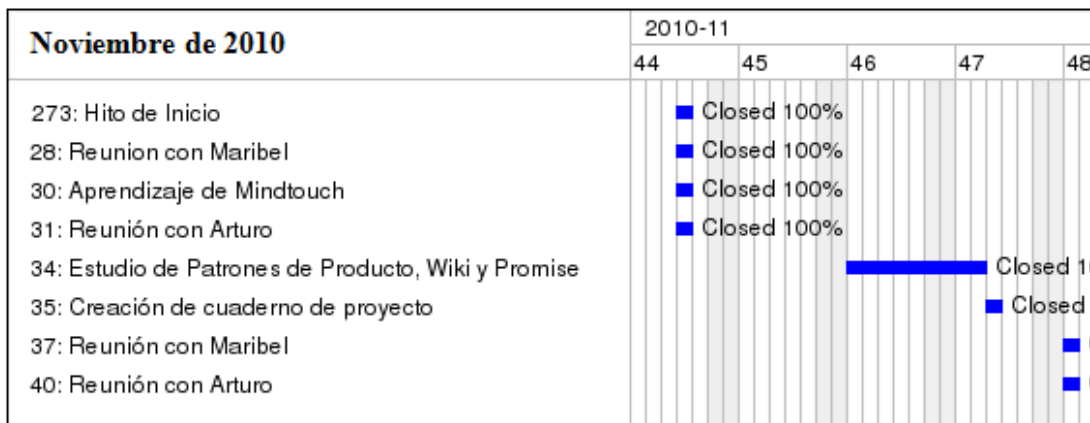 Noviembre de 2010
2010-11
44 45 46 47 48
273: Hito de Inicio Closed 100%
28: Reunion con Maribel Closed 100%
30: Aprendizaje de Mindtouch Closed 100%
31: Reunión con Arturo Closed 100%
34: Estudio de Patrones de Producto, Wiki y Promise Closed 10
35: Creación de cuaderno de proyecto Closed
37: Reunión con Maribel
40: Reunión con Arturo